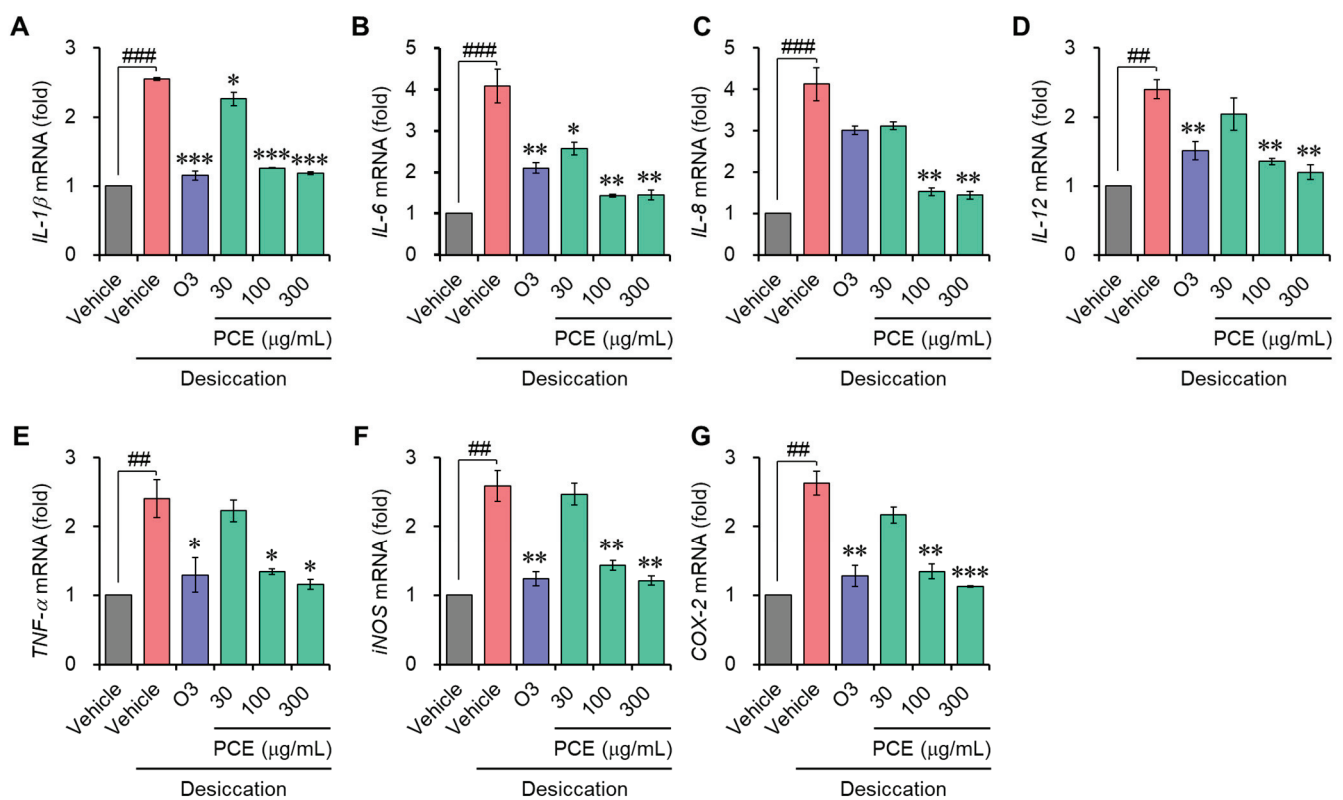 A
IL-1β mRNA (fold)
3
2
1
0
###
*
***
***
***
Vehicle
Vehicle
O3
30
100
300
PCE (μg/mL)
Desiccation
B
IL-6 mRNA (fold)
5
4
3
2
1
0
###
**
*
**
**
Vehicle
Vehicle
O3
30
100
300
PCE (μg/mL)
Desiccation
C
IL-8 mRNA (fold)
5
4
3
2
1
0
###
**
**
Vehicle
Vehicle
O3
30
100
300
PCE (μg/mL)
Desiccation
D
IL-12 mRNA (fold)
3
2
1
0
##
**
**
**
Vehicle
Vehicle
O3
30
100
300
PCE (μg/mL)
Desiccation
E
TNF-α mRNA (fold)
3
2
1
0
##
*
*
*
Vehicle
Vehicle
O3
30
100
300
PCE (μg/mL)
Desiccation
F
iNOS mRNA (fold)
3
2
1
0
##
**
**
**
Vehicle
Vehicle
O3
30
100
300
PCE (μg/mL)
Desiccation
G
COX-2 mRNA (fold)
3
2
1
0
##
**
**
***
Vehicle
Vehicle
O3
30
100
300
PCE (μg/mL)
Desiccation